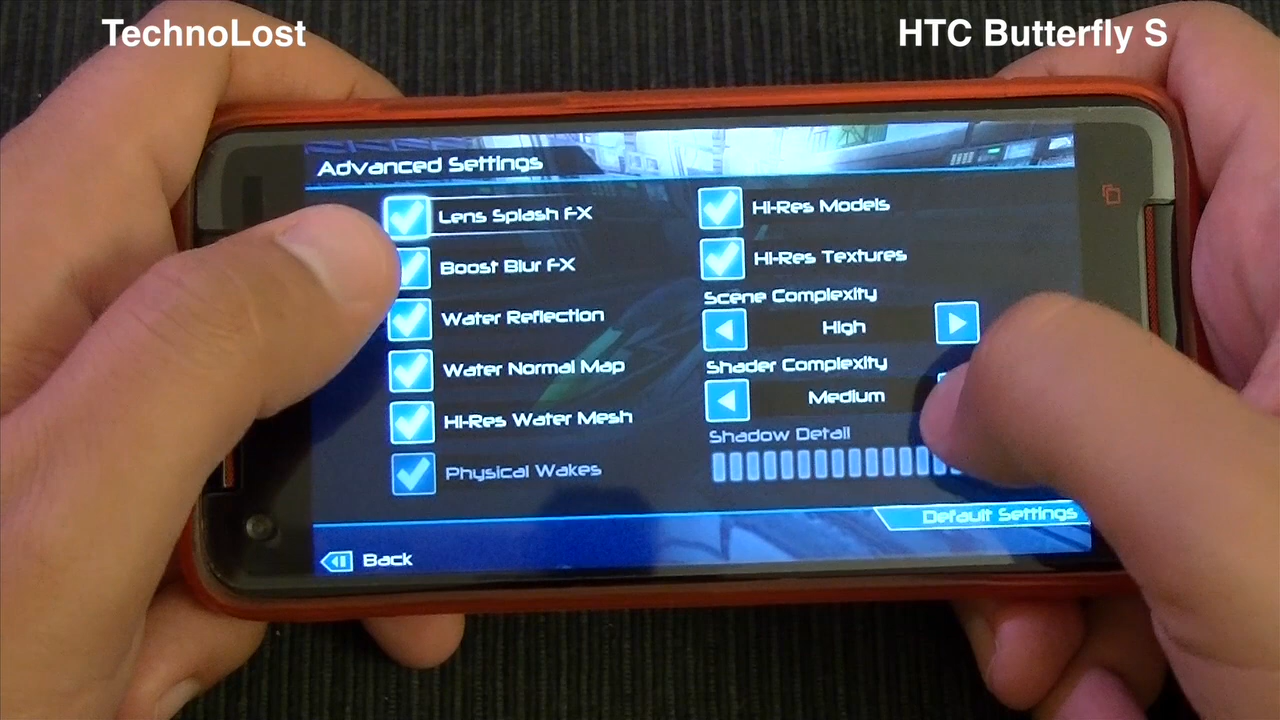 TechnoLost
HTC Butterfly S
Advanced Settings
Lens Splash FX
Boost Blur FX
Water Reflection
Water Normal Map
Hi-Res Water Mesh
Physical Wakes
Hi-Res Models
Hi-Res Textures
Scene Complexity
High
Shader Complexity
Medium
Shadow Detail
Default Settings
Back